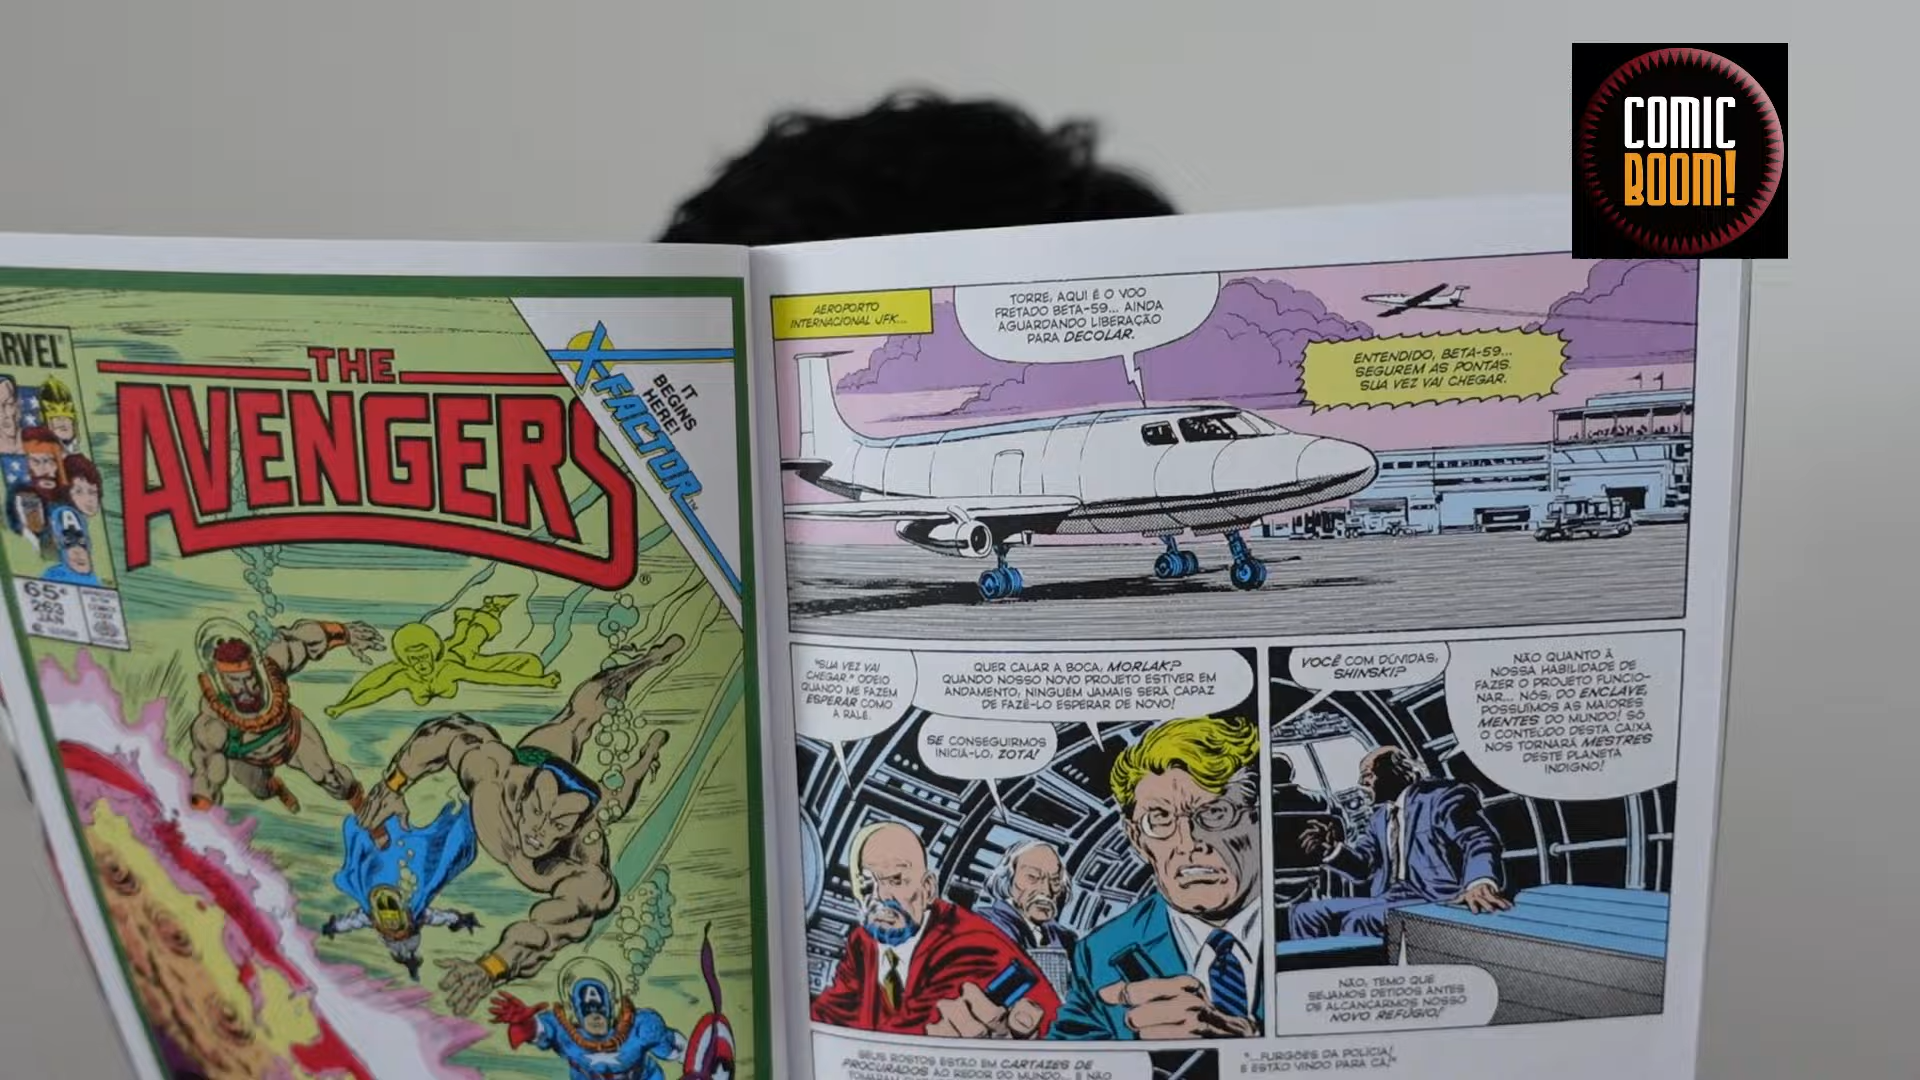 COMIC
BOOM!
MARVEL
THE
AVENGERS
®
65¢
263
JAN
IT
BEGINS
HERE!
X-FACTOR™
AEROPORTO
INTERNACIONAL JFK...
TORRE, AQUI É O VOO
FRETADO BETA-59... AINDA
AGUARDANDO LIBERAÇÃO
PARA DECOLAR.
ENTENDIDO, BETA-59...
SEGUREM AS PONTAS.
SUA VEZ VAI CHEGAR.
"SUA VEZ VAI
CHEGAR." ODEIO
QUANDO ME FAZEM
ESPERAR COMO
A RALÉ.
QUER CALAR A BOCA, MORLAK?
QUANDO NOSSO NOVO PROJETO ESTIVER EM
ANDAMENTO, NINGUÉM JAMAIS SERÁ CAPAZ
DE FAZÊ-LO ESPERAR DE NOVO!
SE CONSEGUIRMOS
INICIÁ-LO, ZOTA!
VOCÊ COM DÚVIDAS,
SHINSKI?
NÃO QUANTO À
NOSSA HABILIDADE DE
FAZER O PROJETO FUNCIO-
NAR... NÓS, DO ENCLAVE,
POSSUÍMOS AS MAIORES
MENTES DO MUNDO! SÓ
O CONTEÚDO DESTA CAIXA
NOS TORNARÁ MESTRES
DESTE PLANETA
INDIGNO!
NÃO, TEMO QUE
SEJAMOS DETIDOS ANTES
DE ALCANÇARMOS NOSSO
NOVO REFÚGIO!
SEUS ROSTOS ESTÃO EM CARTAZES DE
PROCURADOS AO REDOR DO MUNDO... E NÃO
"...FURGÕES DA POLÍCIA!
E ESTÃO VINDO PARA CÁ!"